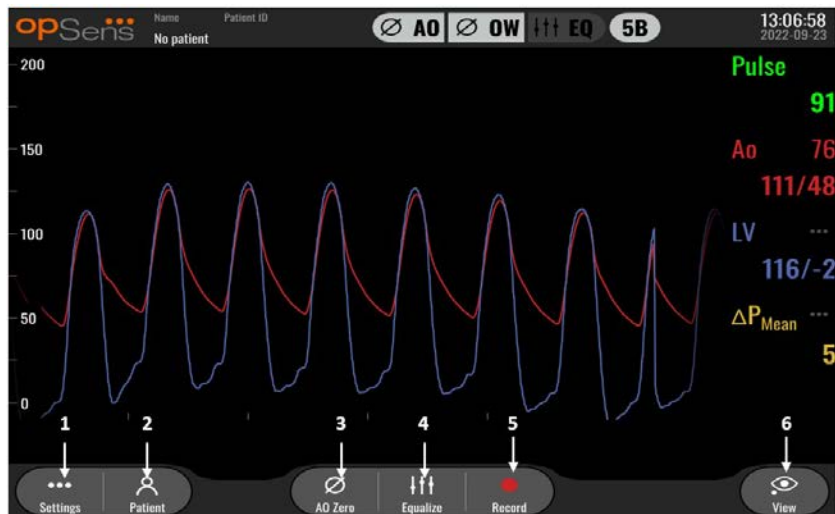 opSens
Name
Patient ID
No patient
Ø AO
Ø OW
EQ
5B
13:06:58
2022-09-23
200
150
100
50
0
Pulse
91
Ao 76
111/48
LV ---
116/-2
ΔPMean ---
5
1 2 3 4 5 6
Settings
Patient
AO Zero
Equalize
Record
View